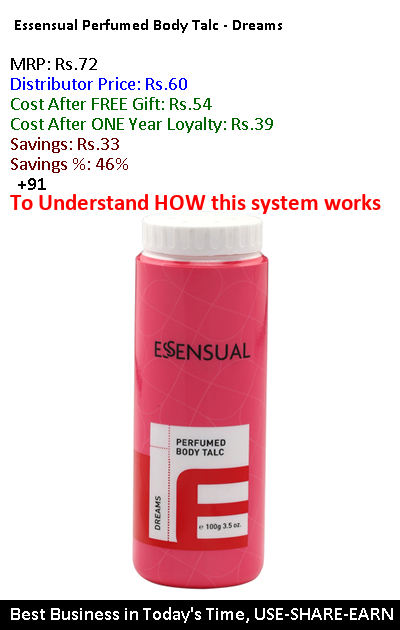 Essensual Perfumed Body Talc - Dreams
MRP: Rs.72
Distributor Price: Rs.60
Cost After FREE Gift: Rs.54
Cost After ONE Year Loyalty: Rs.39
Savings: Rs.33
Savings %: 46%
+91
To Understand HOW this system works
ESSENSUAL
PERFUMED
BODY TALC
DREAMS
e 100g 3.5 oz.
Best Business in Today's Time, USE-SHARE-EARN